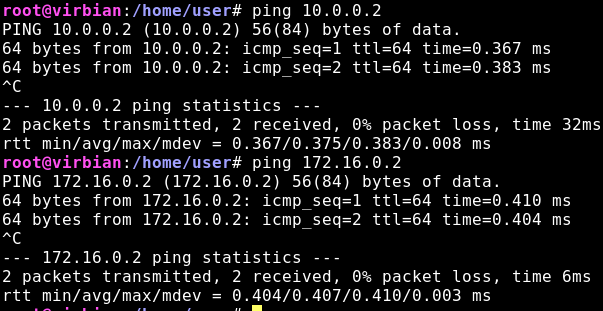 root@virbian:/home/user# ping 10.0.0.2
PING 10.0.0.2 (10.0.0.2) 56(84) bytes of data.
64 bytes from 10.0.0.2: icmp_seq=1 ttl=64 time=0.367 ms
64 bytes from 10.0.0.2: icmp_seq=2 ttl=64 time=0.383 ms
^C
--- 10.0.0.2 ping statistics ---
2 packets transmitted, 2 received, 0% packet loss, time 32ms
rtt min/avg/max/mdev = 0.367/0.375/0.383/0.008 ms
root@virbian:/home/user# ping 172.16.0.2
PING 172.16.0.2 (172.16.0.2) 56(84) bytes of data.
64 bytes from 172.16.0.2: icmp_seq=1 ttl=64 time=0.410 ms
64 bytes from 172.16.0.2: icmp_seq=2 ttl=64 time=0.404 ms
^C
--- 172.16.0.2 ping statistics ---
2 packets transmitted, 2 received, 0% packet loss, time 6ms
rtt min/avg/max/mdev = 0.404/0.407/0.410/0.003 ms
root@virbian:/home/user#